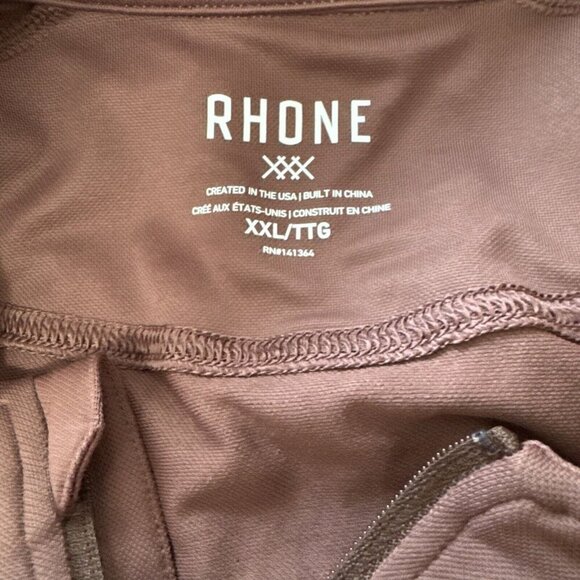 RHONE
CREATED IN THE USA | BUILT IN CHINA
CRÉÉ AUX ÉTATS-UNIS | CONSTRUIT EN CHINE
XXL/TTG
RN#141364